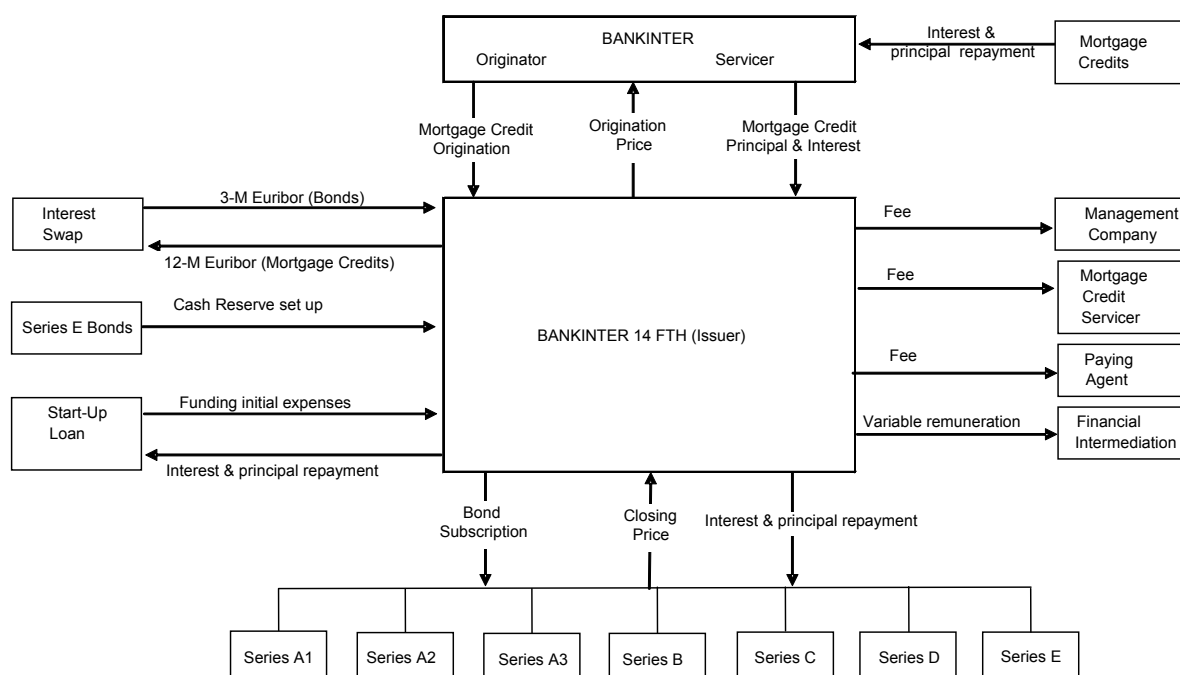 BANKINTER
Originator Servicer
Interest &
principal repayment
Mortgage
Credits
Mortgage Credit
Origination
Origination
Price
Mortgage Credit
Principal & Interest
Interest
Swap
3-M Euribor (Bonds)
12-M Euribor (Mortgage Credits)
Series E Bonds
Cash Reserve set up
Start-Up
Loan
Funding initial expenses
Interest & principal repayment
BANKINTER 14 FTH (Issuer)
Fee
Management
Company
Fee
Mortgage
Credit
Servicer
Fee
Paying
Agent
Variable remuneration
Financial
Intermediation
Bond
Subscription
Closing
Price
Interest & principal repayment
Series A1
Series A2
Series A3
Series B
Series C
Series D
Series E